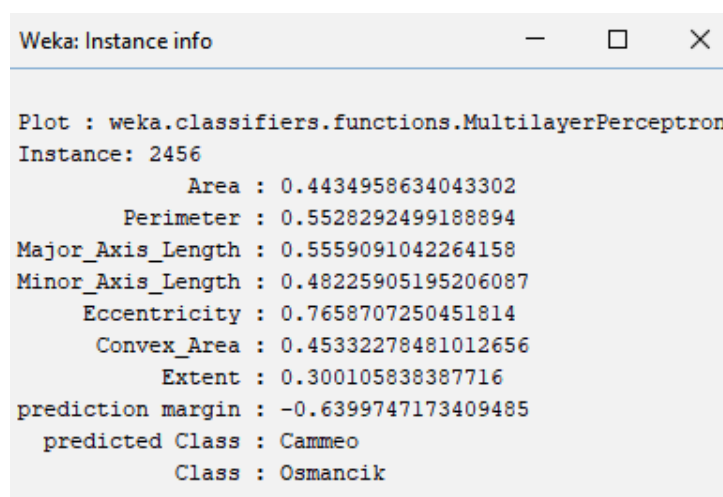 Weka: Instance info
Plot : weka.classifiers.functions.MultilayerPerceptron
Instance: 2456
Area : 0.4434958634043302
Perimeter : 0.5528292499188894
Major_Axis_Length : 0.5559091042264158
Minor_Axis_Length : 0.48225905195206087
Eccentricity : 0.7658707250451814
Convex_Area : 0.45332278481012656
Extent : 0.300105838387716
prediction margin : -0.6399747173409485
predicted Class : Cammeo
Class : Osmancik